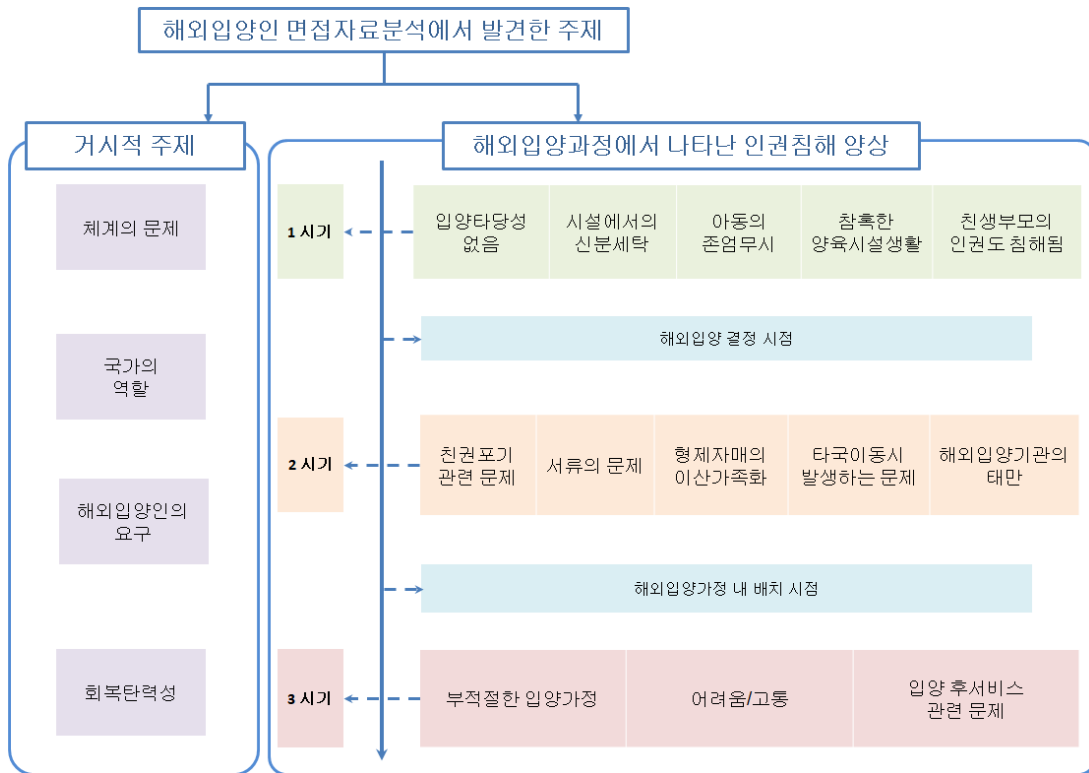 해외입양인 면접자료분석에서 발견한 주제
거시적 주제
체계의 문제
국가의
역할
해외입양인의
요구
회복탄력성
해외입양과정에서 나타난 인권침해 양상
1 시기
입양타당성
없음
시설에서의
신분세탁
아동의
존엄무시
참혹한
양육시설생활
친생부모의
인권도 침해됨
해외입양 결정 시점
2 시기
친권포기
관련 문제
서류의 문제
형제자매의
이산가족화
타국이동시
발생하는 문제
해외입양기관의
태만
해외입양가정 내 배치 시점
3 시기
부적절한 입양가정
어려움/고통
입양 후서비스
관련 문제